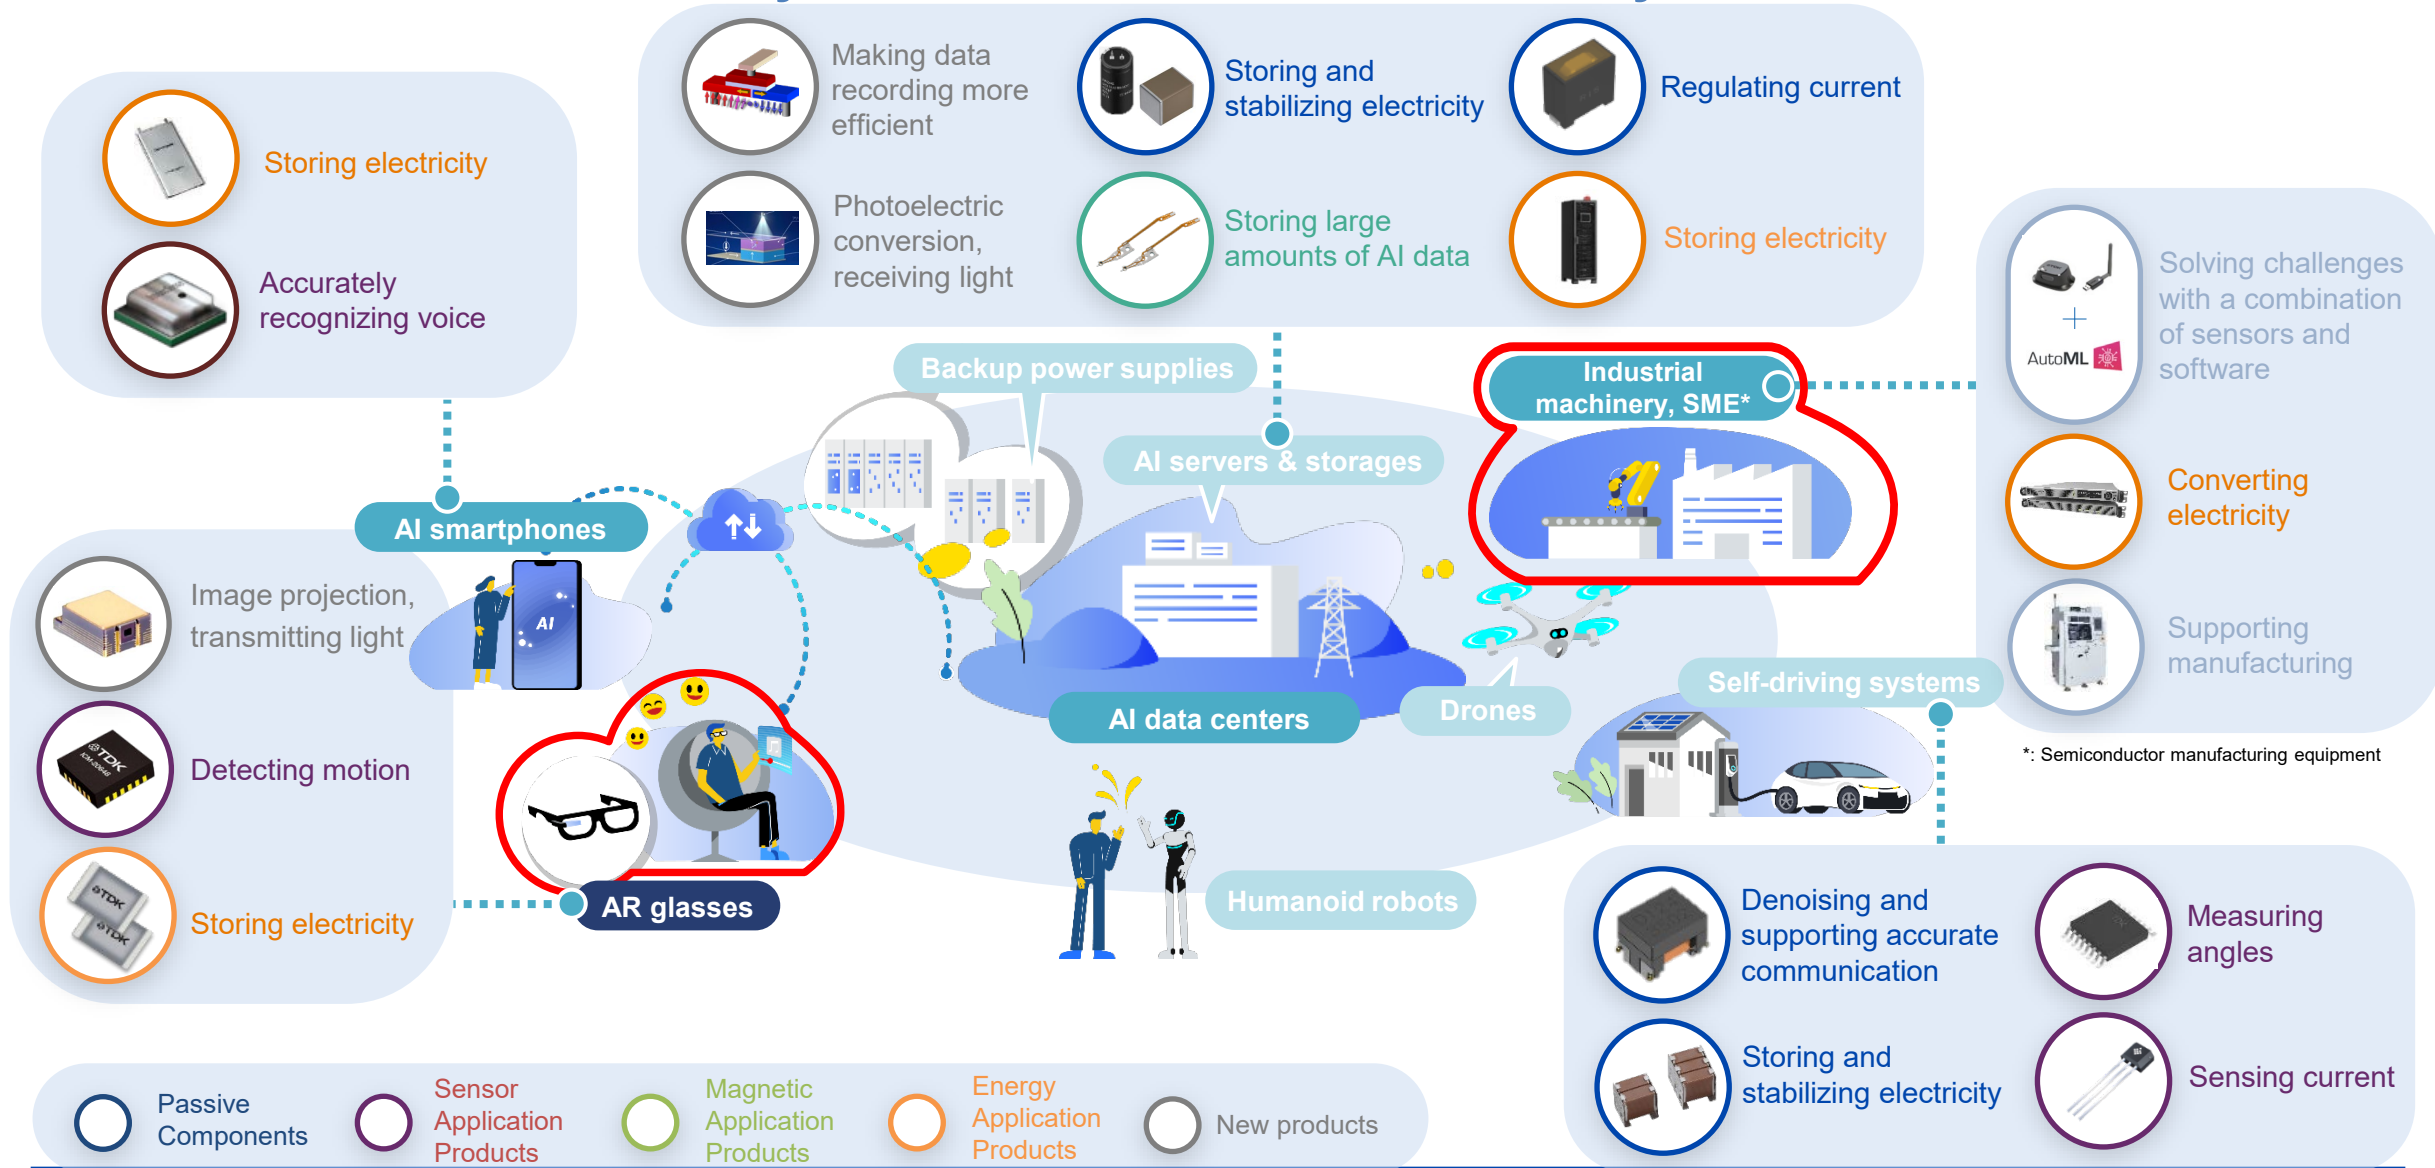 Making data
recording more
efficient
Storing and
stabilizing electricity
Regulating current
Photoelectric
conversion,
receiving light
Storing large
amounts of AI data
Storing electricity
Storing electricity
Accurately
recognizing voice
Solving challenges
with a combination
of sensors and
software
+
AutoML
Converting
electricity
Supporting
manufacturing
*: Semiconductor manufacturing equipment
Backup power supplies
Industrial
machinery, SME*
AI servers & storages
AI smartphones
AI
Image projection,
transmitting light
TDK
ICM-20648
Detecting motion
TDK
TDK
Storing electricity
AI data centers
Drones
Self-driving systems
AR glasses
Humanoid robots
Denoising and
supporting accurate
communication
Measuring
angles
Storing and
stabilizing electricity
Sensing current
Passive
Components
Sensor
Application
Products
Magnetic
Application
Products
Energy
Application
Products
New products